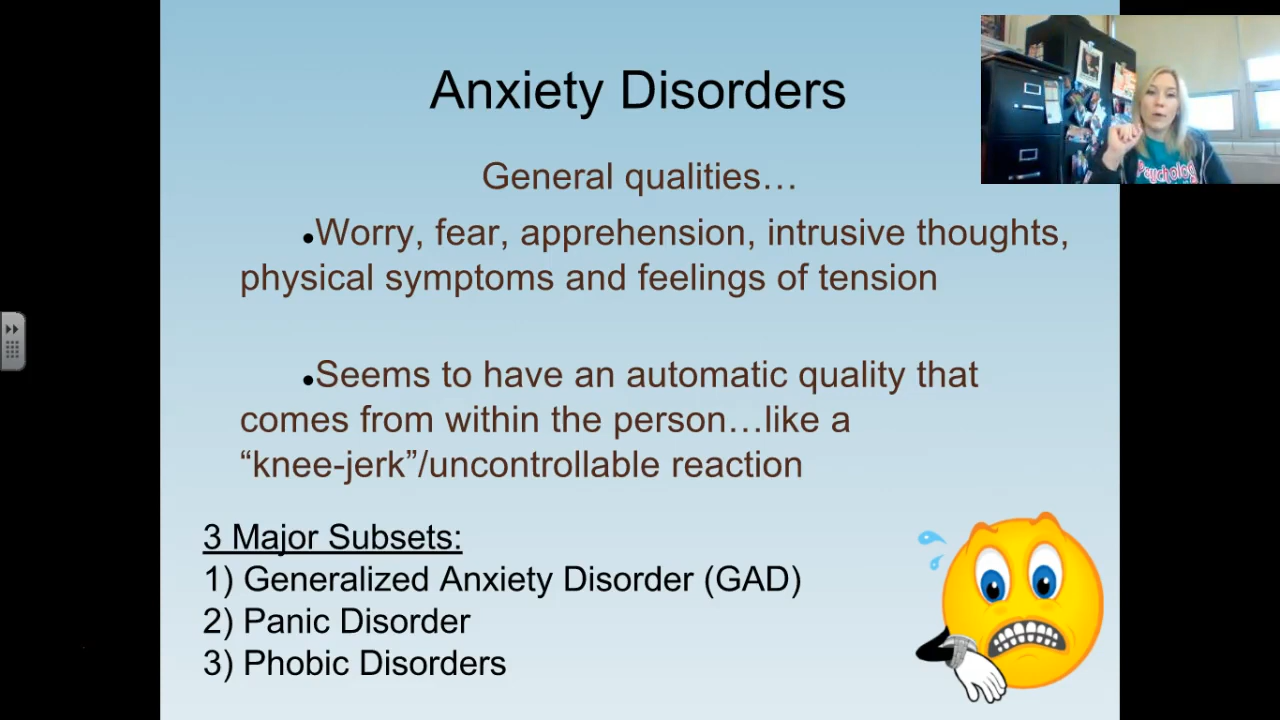 Anxiety Disorders
General qualities…
●Worry, fear, apprehension, intrusive thoughts,
physical symptoms and feelings of tension
●Seems to have an automatic quality that
comes from within the person…like a
“knee-jerk”/uncontrollable reaction
3 Major Subsets:
1) Generalized Anxiety Disorder (GAD)
2) Panic Disorder
3) Phobic Disorders